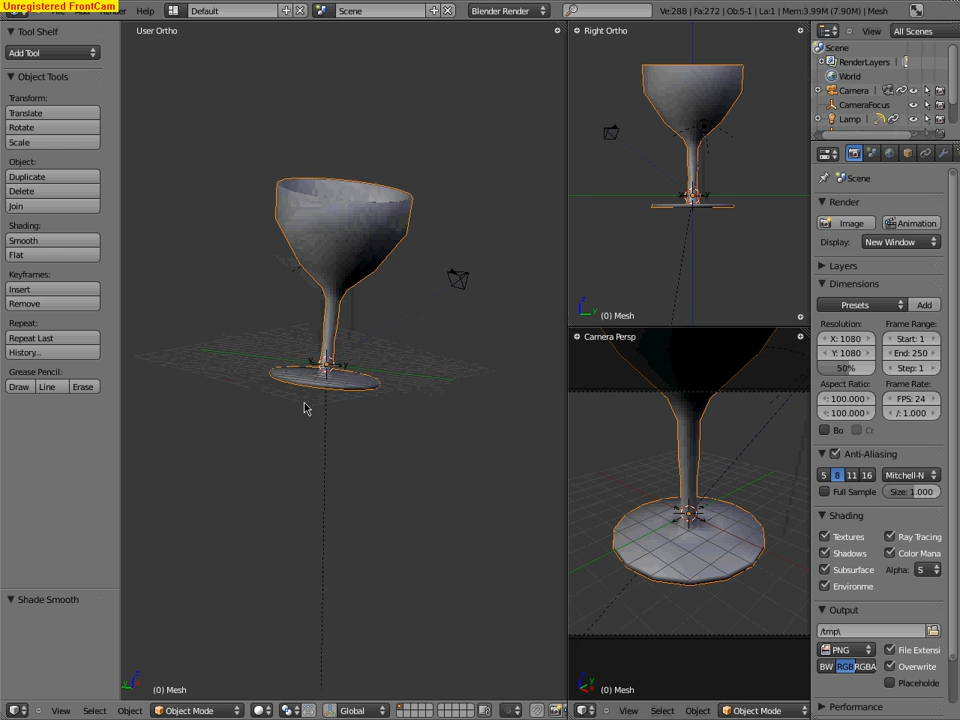 Unregistered FrontCam
Help
Default
Scene
Blender Render
Ve:288 | Fa:272 | Ob:5-1 | La:1 | Mem:3.99M (7.90M) | Mesh
Tool Shelf
Add Tool
Object Tools
Transform:
Translate
Rotate
Scale
Object:
Duplicate
Delete
Join
Shading:
Smooth
Flat
Keyframes:
Insert
Remove
Repeat:
Repeat Last
History...
Grease Pencil:
Draw Line Erase
Shade Smooth
User Ortho
(0) Mesh
View Select Object Object Mode Global
Right Ortho
(0) Mesh
Camera Persp
(0) Mesh
View Select Object Object Mode
View All Scenes
Scene
RenderLayers
World
Camera
CameraFocus
Lamp
Scene
Render
Image Animation
Display: New Window
Layers
Dimensions
Presets Add
Resolution: Frame Range:
X: 1080 Start: 1
Y: 1080 End: 250
50% Step: 1
Aspect Ratio: Frame Rate:
: 100.000 FPS: 24
: 100.000 /: 1.000
Bo Cr
Anti-Aliasing
5 8 11 16 Mitchell-N
Full Sample Size: 1.000
Shading
Textures Ray Tracing
Shadows Color Mana
Subsurface Alpha: S
Environme
Output
/tmp\
PNG File Extensi
BW RGB RGBA Overwrite
Placeholde
Performance